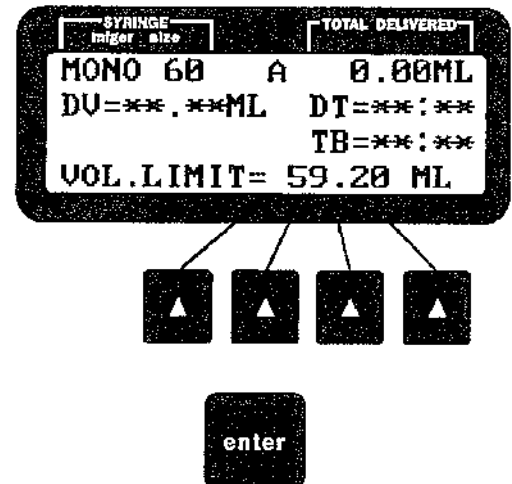 SYRINGE
mfger size
TOTAL DELIVERED
MONO 60 A 0.00ML
DV=**.**ML DT=**:**
TB=**:**
VOL.LIMIT= 59.20 ML
enter